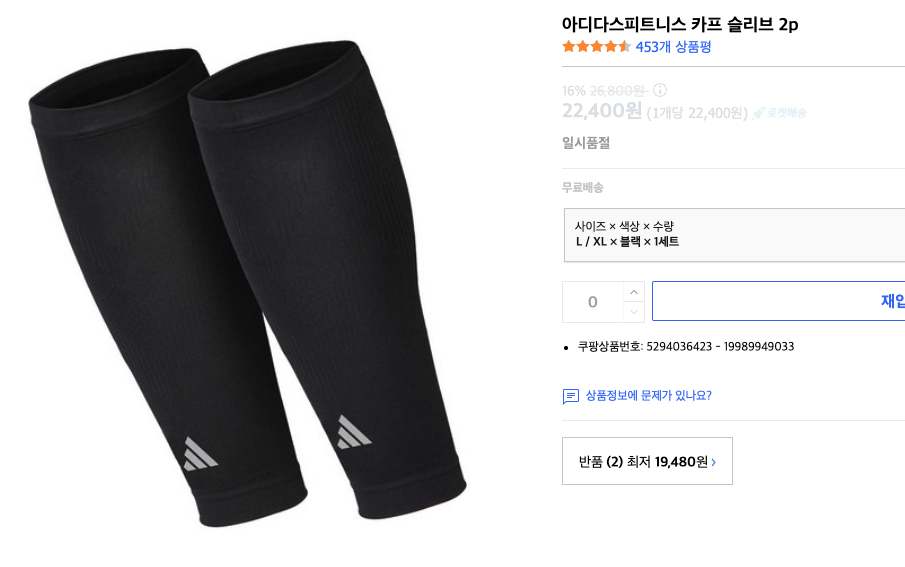 아디다스피트니스 카프 슬리브 2p
453개 상품평
16% 26,800원
22,400원 (1개당 22,400원) 로켓배송
일시품절
무료배송
사이즈 × 색상 × 수량
L / XL × 블랙 × 1세트
0
재입
• 쿠팡상품번호: 5294036423 - 19989949033
상품정보에 문제가 있나요?
반품 (2) 최저 19,480원 ›